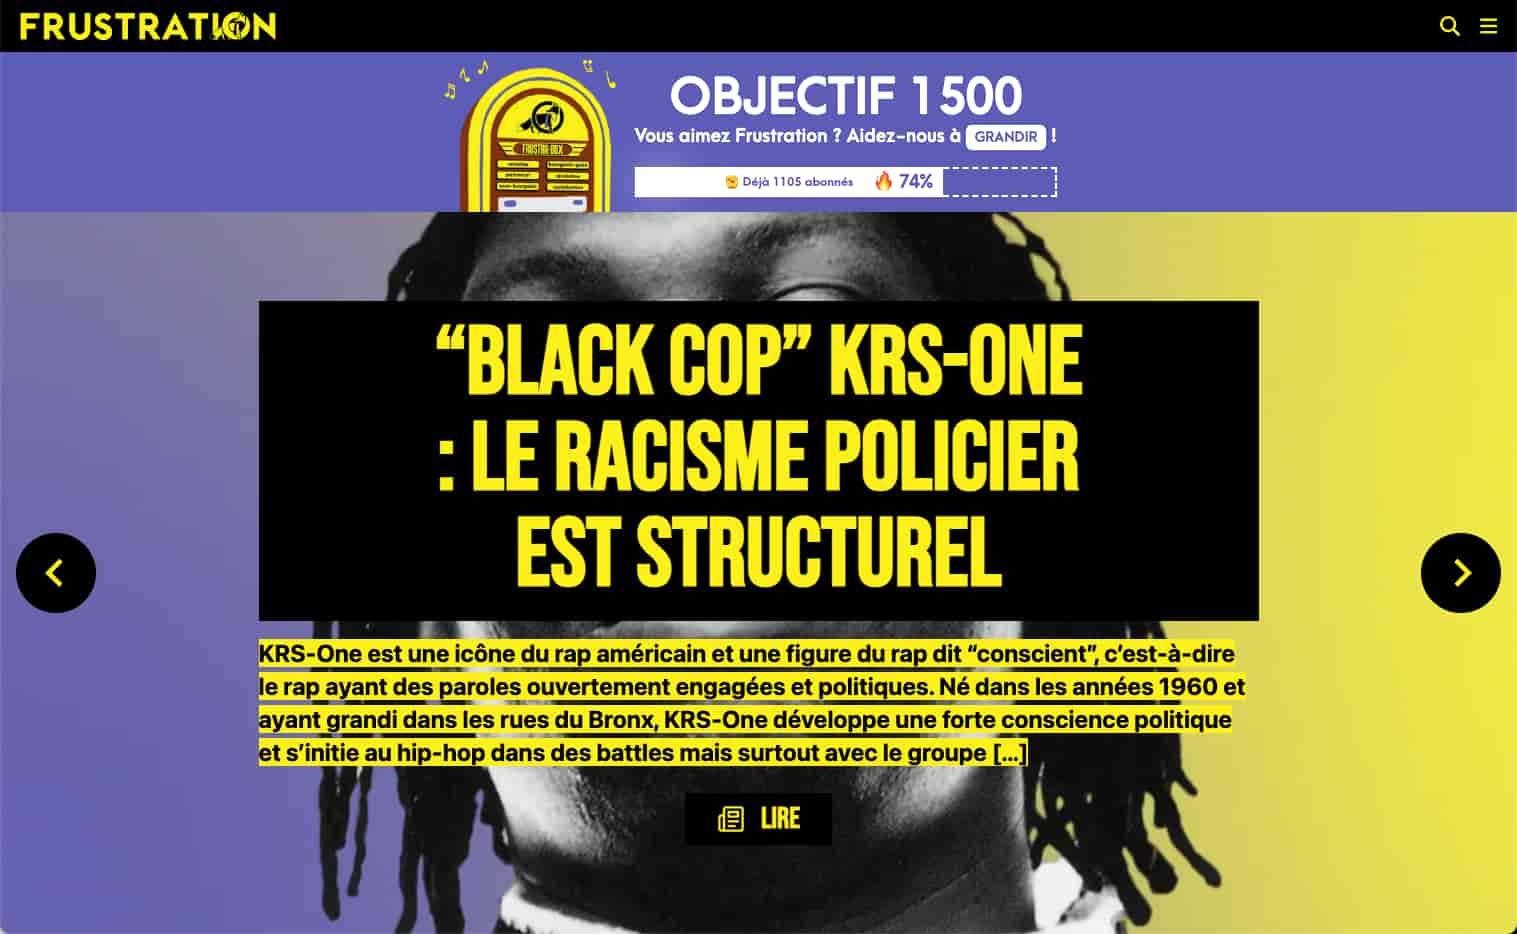 FRUSTRATION
OBJECTIF 1 500
Vous aimez Frustration ? Aidez-nous à GRANDIR !
✊ Déjà 1105 abonnés 🔥 74%
FRUSTRA-BOX
“BLACK COP” KRS-ONE
: LE RACISME POLICIER
EST STRUCTUREL
KRS-One est une icône du rap américain et une figure du rap dit “conscient”, c’est-à-dire
le rap ayant des paroles ouvertement engagées et politiques. Né dans les années 1960 et
ayant grandi dans les rues du Bronx, KRS-One développe une forte conscience politique
et s’initie au hip-hop dans des battles mais surtout avec le groupe [...]
LIRE